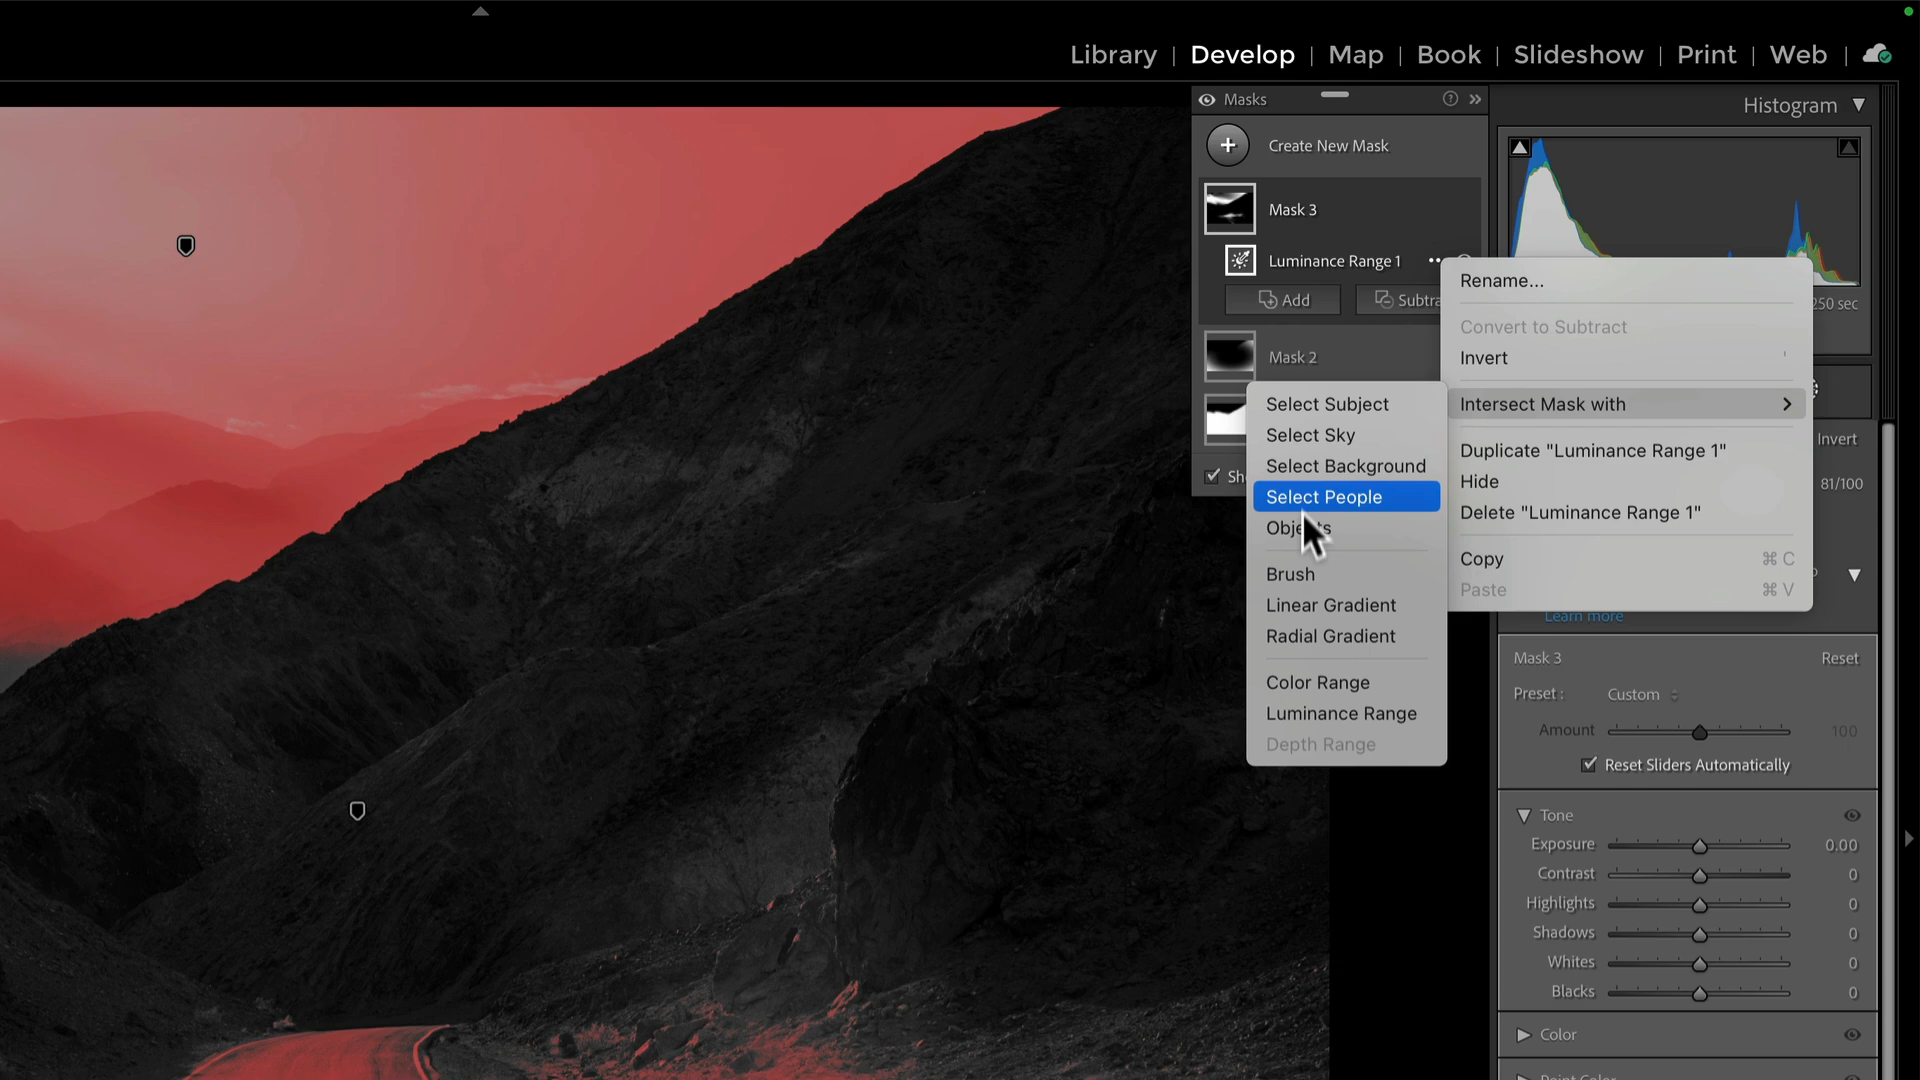 Library | Develop | Map | Book | Slideshow | Print | Web |
Masks
Histogram
Create New Mask
Mask 3
Luminance Range 1
Add
Subtra
Mask 2
Sh
Rename...
Convert to Subtract
Invert
Intersect Mask with
Duplicate "Luminance Range 1"
Hide
Delete "Luminance Range 1"
Copy ⌘ C
Paste ⌘ V
Select Subject
Select Sky
Select Background
Select People
Objects
Brush
Linear Gradient
Radial Gradient
Color Range
Luminance Range
Depth Range
250 sec
Invert
81/100
Learn more
Mask 3 Reset
Preset : Custom
Amount 100
Reset Sliders Automatically
Tone
Exposure 0.00
Contrast 0
Highlights 0
Shadows 0
Whites 0
Blacks 0
Color
Point Color